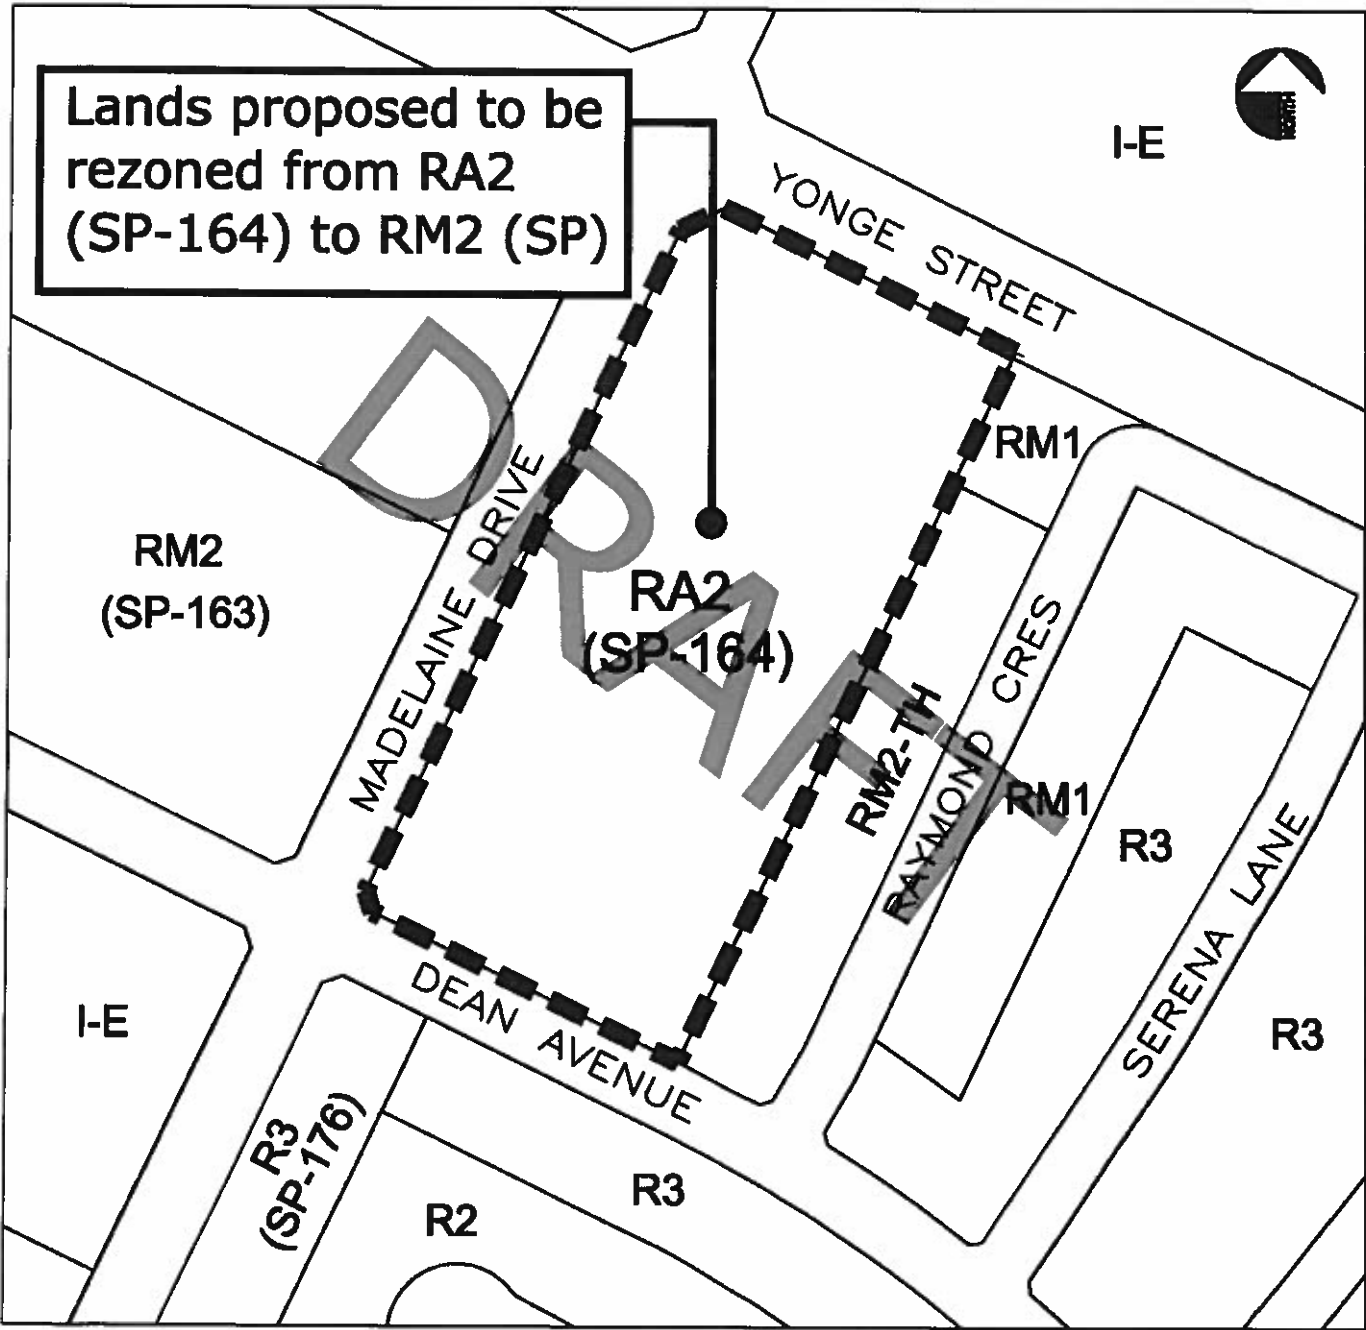 Lands proposed to be
rezoned from RA2
(SP-164) to RM2 (SP)
I-E
NORTH
YONGE STREET
RM1
RM2
(SP-163)
MADELAINE DRIVE
DRAFT
RA2
(SP-164)
RM2-TH
RAYMOND CRES
RM1
R3
SERENA LANE
I-E
DEAN AVENUE
R3
R3
(SP-176)
R3
R2